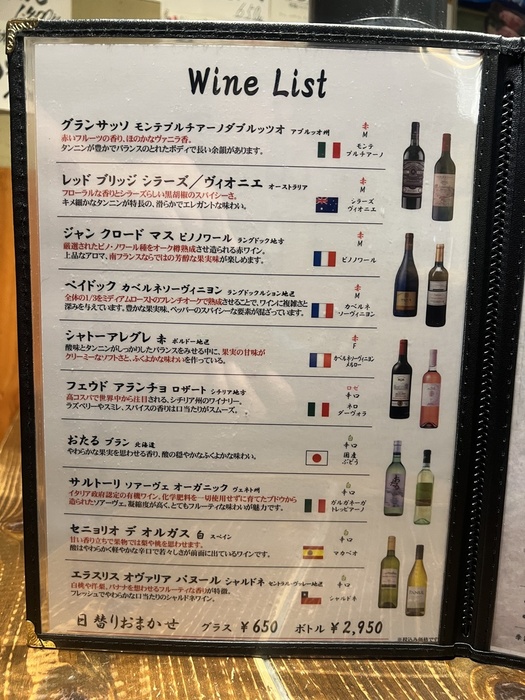 Wine List
グランサッソ モンテプルチアーノダブルッツオ アブルッオ州
赤いフルーツの香り、ほのかなヴァニラ香。
タンニンが豊かでバランスのとれたボディで長い余韻があります。
赤
M
モンテ
プルチアーノ
レッド ブリッジ シラーズ／ヴィオニエ オーストラリア
フローラルな香りとシラーズらしい黒胡椒のスパイシーさ。
キメ細かなタンニンが特長の、滑らかでエレガントな味わい。
赤
M
シラーズ
ヴィオニエ
ジャン クロード マス ピノノワール ラングドック地方
厳選されたピノ・ノワール種をオーク樽熟成させ造られる赤ワイン。
上品なアロマ、南フランスならではの芳醇な果実味が楽しめます。
赤
M
ピノノワール
ペイドック カベルネソーヴィニヨン ラングドックルション地区
全体の1/3をミディアムローストのフレンチオークで熟成させることで、ワインに複雑さと
深みを与えています。豊かな果実味、ペッパーのスパイシーな要素が混ざっています。
赤
M
カベルネ
ソーヴィニヨン
シャトーアレグレ 赤 ボルドー地区
酸味とタンニンがしっかりしたバランスをみせる中に、果実の甘味が
クリーミーなソフトさと、ふくよかな味わいを作っている。
赤
F
カベルネソーヴィニヨン
メルロー
フェウド アランチョ ロザート シチリア地方
高コスパで世界中から注目される、シチリア州のワイナリー。
ラズベリーやスミレ、スパイスの香りは口当たりがスムーズ。
ロゼ
辛口
ネロ
ダーヴォラ
おたる ブラン 北海道
やわらかな果実を思わせる香り、酸の穏やかなふくよかな味わい。
白
辛口
国産
ぶどう
サルトーリ ソアーヴェ オーガニック ヴェネト州
イタリア政府認定の有機ワイン。化学肥料を一切使用せずに育てたブドウから
造られたソアーヴェ。凝縮度が高く、とてもフルーティな味わいが魅力です。
白
辛口
ガルガネーガ
トレッビアーノ
セニョリオ デ オルガス 白 スペイン
甘い香り立ちで果物では梨や桃を思わせます。
酸はやわらかく軽やかな辛口で若々しさが前面に出ているワインです。
白
辛口
マカベオ
エラスリス オヴァリア パヌール シャルドネ セントラル・ヴァレー地区
白桃や洋梨、バナナを想わせるフルーティな香りが特徴。
フレッシュでやわらかな口当たりのシャルドネワイン。
白
辛口
シャルドネ
日替りおまかせ グラス ￥650 ボトル ￥2,950
※税込み価格です